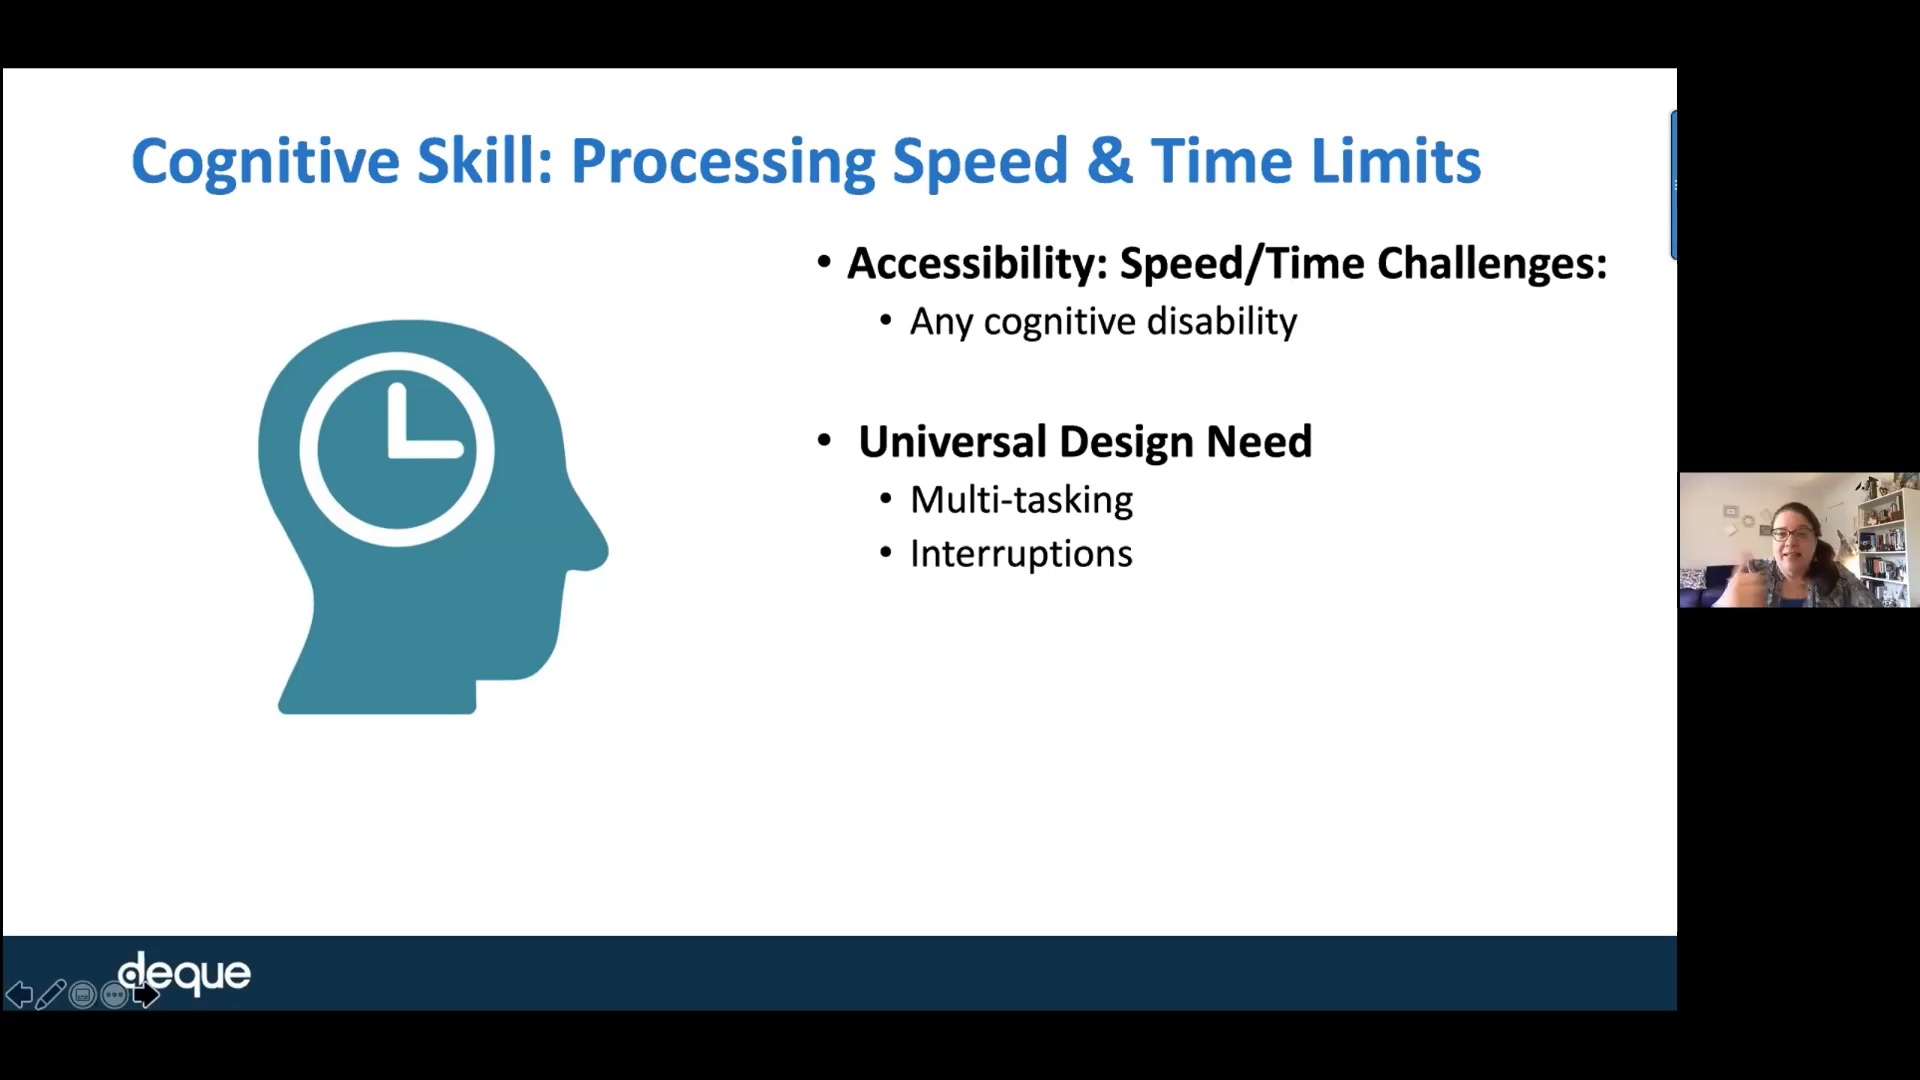 Cognitive Skill: Processing Speed & Time Limits
• Accessibility: Speed/Time Challenges:
• Any cognitive disability
• Universal Design Need
• Multi-tasking
• Interruptions
deque